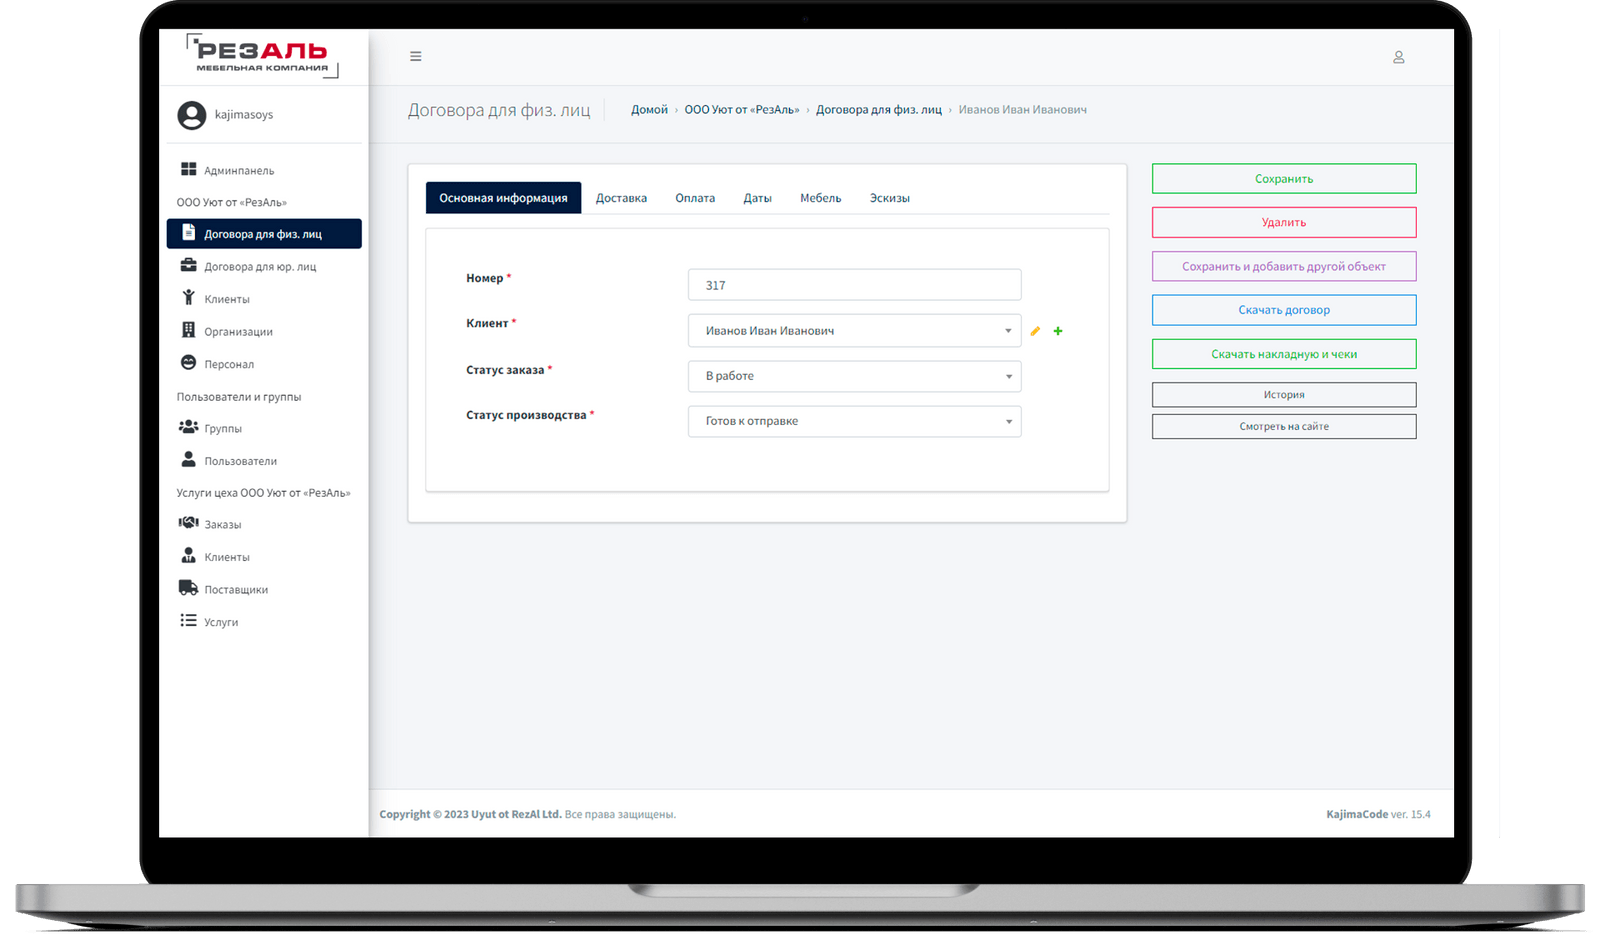 РЕЗАЛЬ
МЕБЕЛЬНАЯ КОМПАНИЯ
kajimasoys
Админпанель
ООО Уют от «РезАль»
Договора для физ. лиц
Договора для юр. лиц
Клиенты
Организации
Персонал
Пользователи и группы
Группы
Пользователи
Услуги цеха ООО Уют от «РезАль»
Заказы
Клиенты
Поставщики
Услуги
Договора для физ. лиц
Домой › ООО Уют от «РезАль» › Договора для физ. лиц › Иванов Иван Иванович
Основная информация Доставка Оплата Даты Мебель Эскизы
Номер * 317
Клиент * Иванов Иван Иванович
Статус заказа * В работе
Статус производства * Готов к отправке
Сохранить
Удалить
Сохранить и добавить другой объект
Скачать договор
Скачать накладную и чеки
История
Смотреть на сайте
Copyright © 2023 Uyut ot RezAl Ltd. Все права защищены.
KajimaCode ver. 15.4